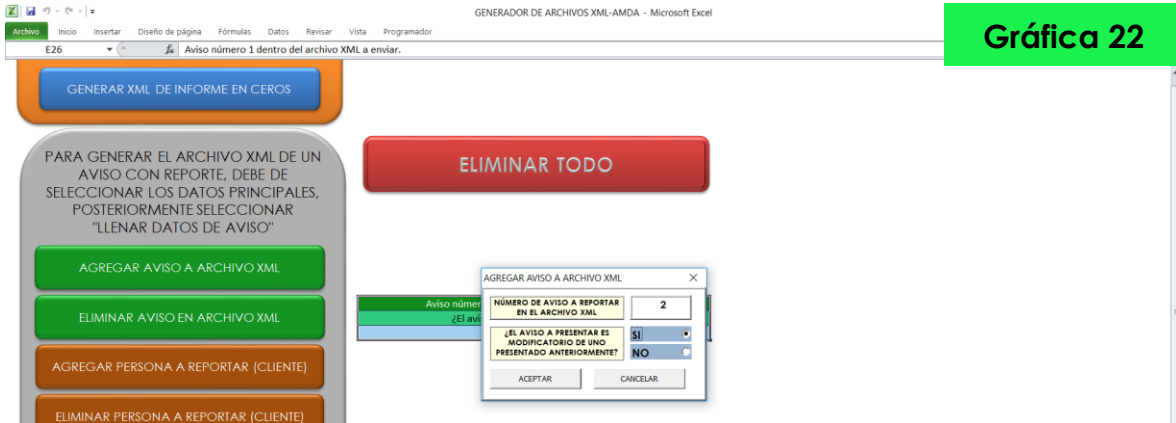 GENERADOR DE ARCHIVOS XML-AMDA - Microsoft Excel
Gráfica 22
Archivo Inicio Insertar Diseño de página Fórmulas Datos Revisar Vista Programador
E26 fx Aviso número 1 dentro del archivo XML a enviar.
GENERAR XML DE INFORME EN CEROS
PARA GENERAR EL ARCHIVO XML DE UN
AVISO CON REPORTE, DEBE DE
SELECCIONAR LOS DATOS PRINCIPALES,
POSTERIORMENTE SELECCIONAR
"LLENAR DATOS DE AVISO"
ELIMINAR TODO
AGREGAR AVISO A ARCHIVO XML
ELIMINAR AVISO EN ARCHIVO XML
AGREGAR PERSONA A REPORTAR (CLIENTE)
ELIMINAR PERSONA A REPORTAR (CLIENTE)
Aviso númer
¿El avi
AGREGAR AVISO A ARCHIVO XML
NÚMERO DE AVISO A REPORTAR
EN EL ARCHIVO XML
2
¿EL AVISO A PRESENTAR ES
MODIFICATORIO DE UNO
PRESENTADO ANTERIORMENTE?
SI
NO
ACEPTAR CANCELAR